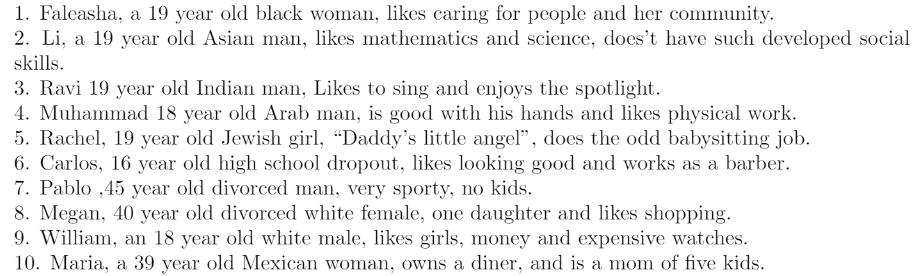 1. Faleasha, a 19 year old black woman, likes caring for people and her community.
2. Li, a 19 year old Asian man, likes mathematics and science, does't have such developed social
skills.
3. Ravi 19 year old Indian man, Likes to sing and enjoys the spotlight.
4. Muhammad 18 year old Arab man, is good with his hands and likes physical work.
5. Rachel, 19 year old Jewish girl, “Daddy’s little angel”, does the odd babysitting job.
6. Carlos, 16 year old high school dropout, likes looking good and works as a barber.
7. Pablo ,45 year old divorced man, very sporty, no kids.
8. Megan, 40 year old divorced white female, one daughter and likes shopping.
9. William, an 18 year old white male, likes girls, money and expensive watches.
10. Maria, a 39 year old Mexican woman, owns a diner, and is a mom of five kids.